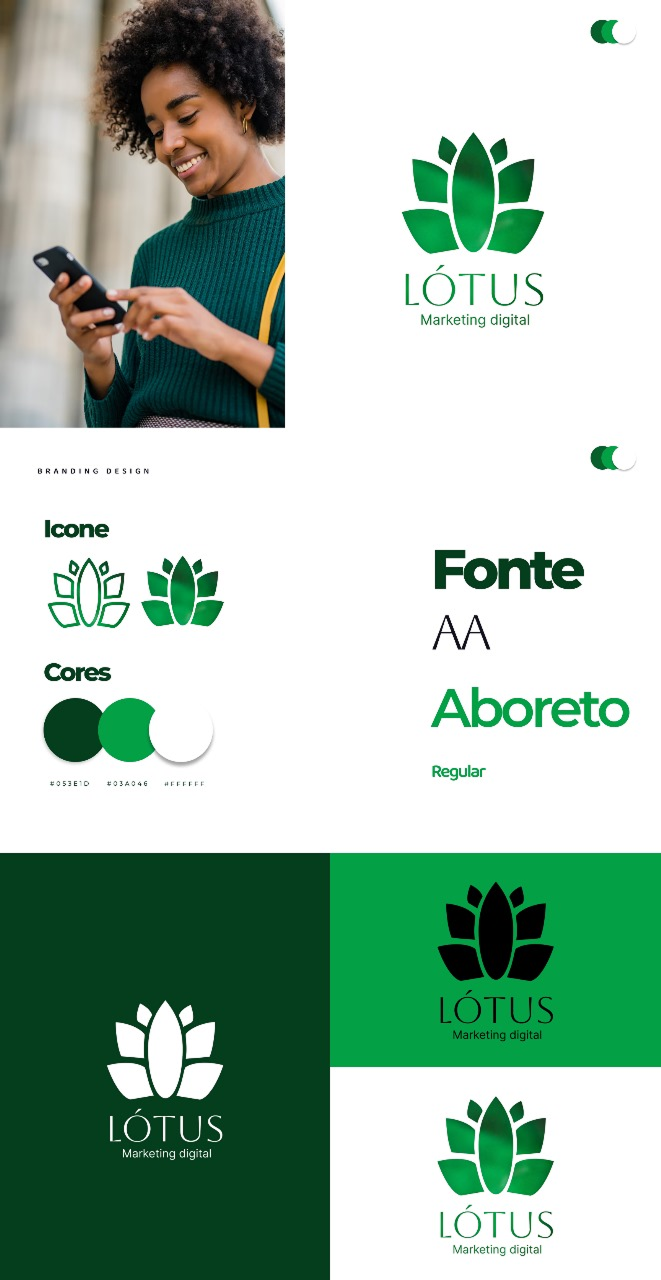 LÓTUS
Marketing digital
BRANDING DESIGN
Icone
Cores
#053E1D #03A046 #FFFFFF
Fonte
AA
Aboreto
Regular
LÓTUS
Marketing digital
LÓTUS
Marketing digital
LÓTUS
Marketing digital